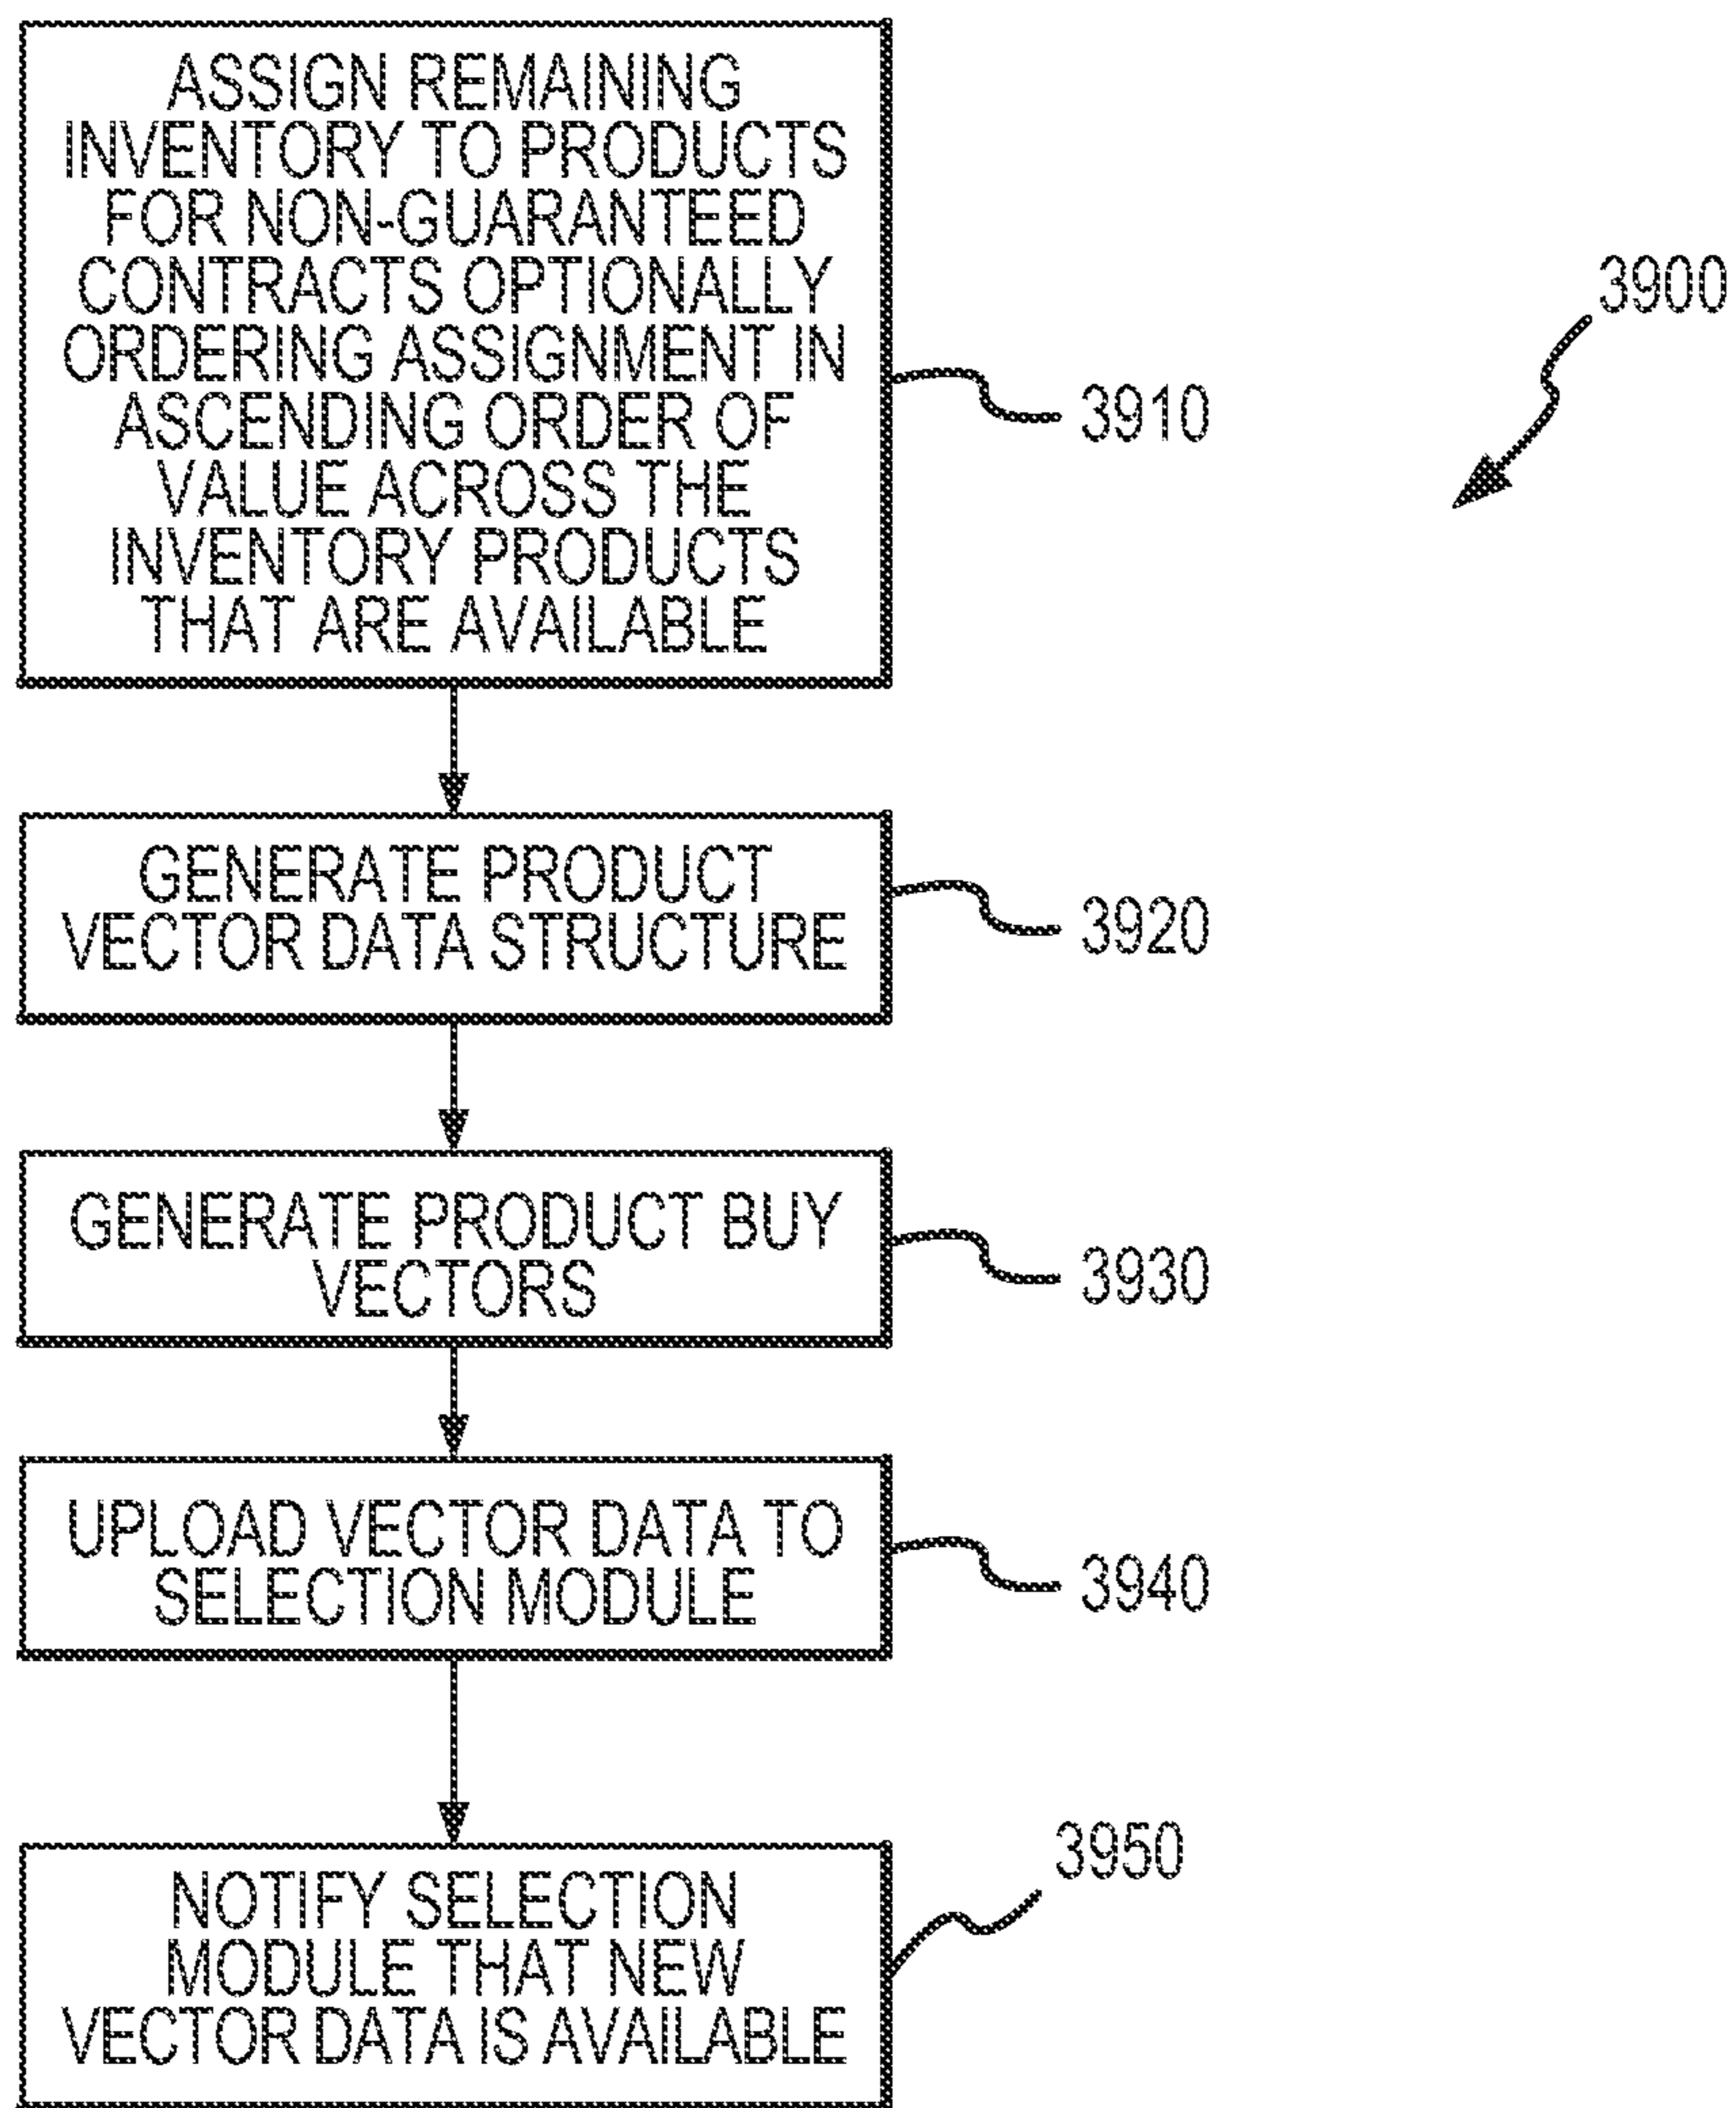 ASSIGN REMAINING
INVENTORY TO PRODUCTS
FOR NON-GUARANTEED
CONTRACTS OPTIONALLY
ORDERING ASSIGNMENT IN
ASCENDING ORDER OF
VALUE ACROSS THE
INVENTORY PRODUCTS
THAT ARE AVAILABLE
3910
3900
GENERATE PRODUCT
VECTOR DATA STRUCTURE
3920
GENERATE PRODUCT BUY
VECTORS
3930
UPLOAD VECTOR DATA TO
SELECTION MODULE
3940
NOTIFY SELECTION
MODULE THAT NEW
VECTOR DATA IS AVAILABLE
3950